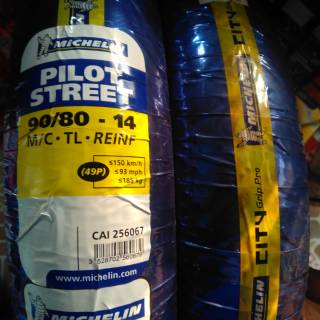 MICHELIN
PILOT
STREET
90/80 - 14
M/C • TL • REINF
(49P)
≤150 km/h
≤93 mph
≤185 kg
CAI 256067
www.michelin.com
MICHELIN
CITY
CITY Grip Pro
MICHELIN